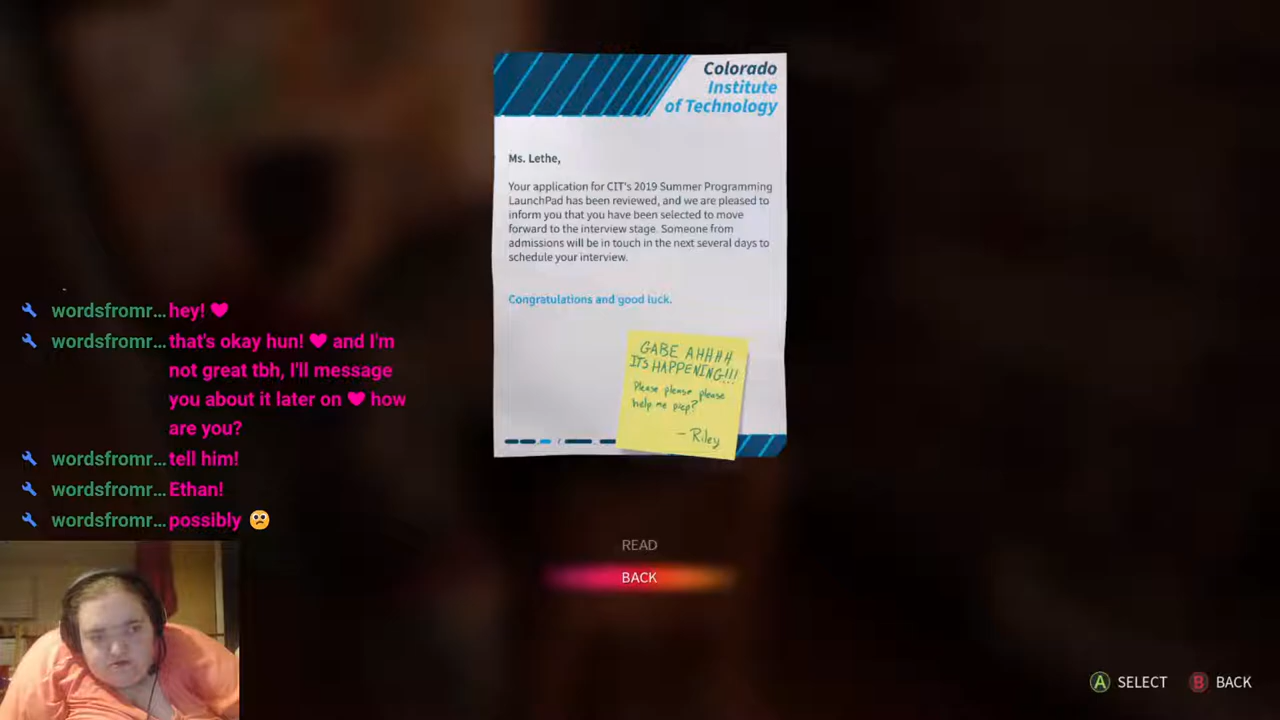 Colorado
Institute
of Technology
Ms. Lethe,
Your application for CIT's 2019 Summer Programming
LaunchPad has been reviewed, and we are pleased to
inform you that you have been selected to move
forward to the interview stage. Someone from
admissions will be in touch in the next several days to
schedule your interview.
Congratulations and good luck.
GABE AHHHH
ITS HAPPENING!!!
Please please please
help me prep?
- Riley
wordsfromr... hey! ❤
wordsfromr... that's okay hun! ❤ and I'm
not great tbh, I'll message
you about it later on ❤ how
are you?
wordsfromr... tell him!
wordsfromr... Ethan!
wordsfromr... possibly 🥺
READ
BACK
A SELECT B BACK